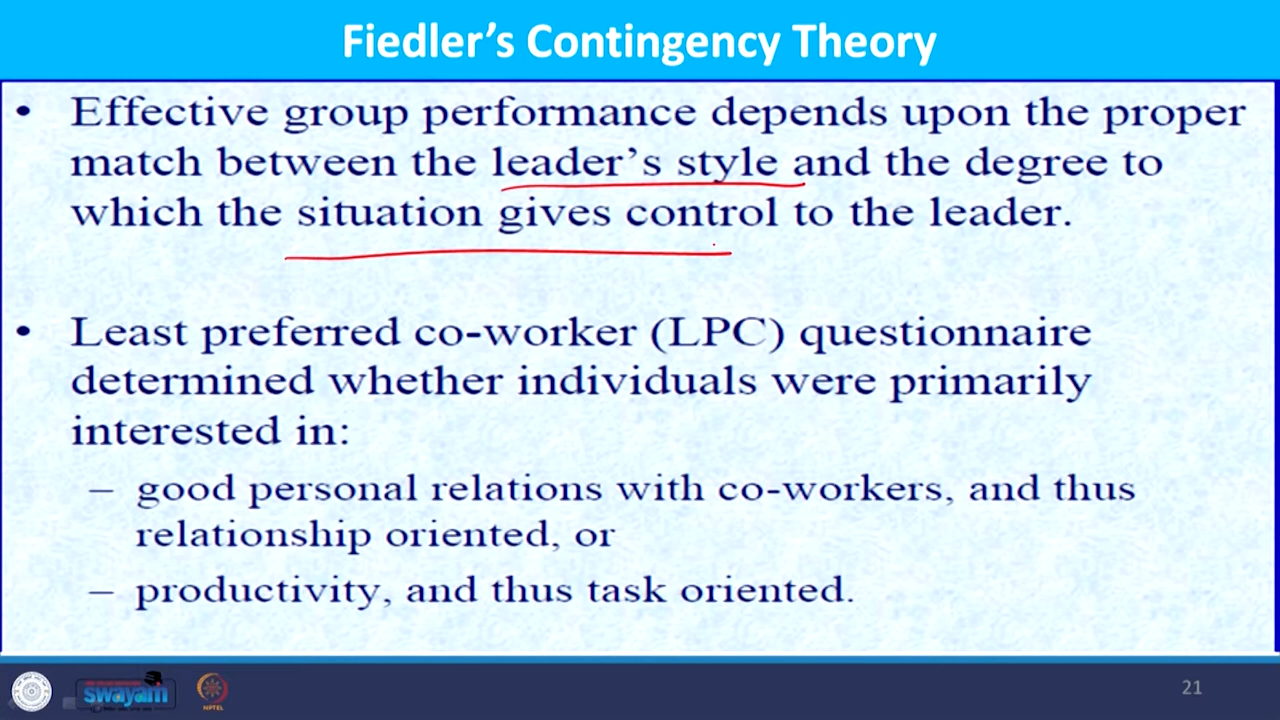 Fiedler’s Contingency Theory
• Effective group performance depends upon the proper
match between the leader’s style and the degree to
which the situation gives control to the leader.
• Least preferred co-worker (LPC) questionnaire
determined whether individuals were primarily
interested in:
– good personal relations with co-workers, and thus
relationship oriented, or
– productivity, and thus task oriented.
swayam
NPTEL
21